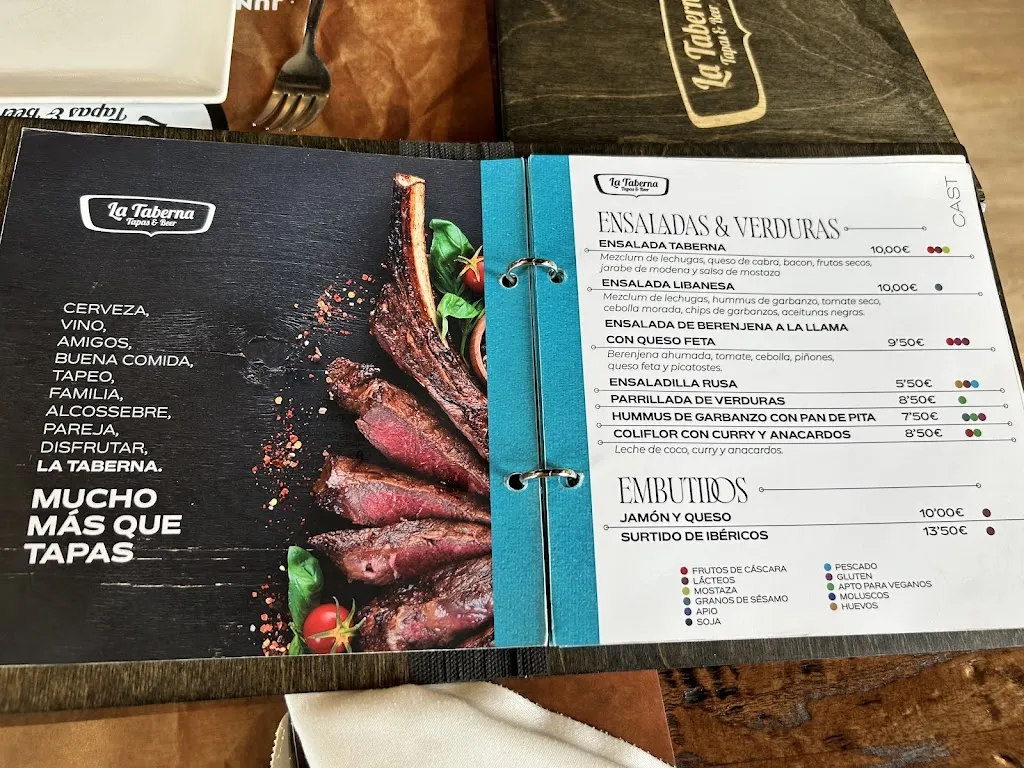 JUN
Tapas & Beer
La Taberna
Tapas & Beer
La Taberna
Tapas & Beer
CERVEZA,
VINO,
AMIGOS,
BUENA COMIDA,
TAPEO,
FAMILIA,
ALCOSSEBRE,
PAREJA,
DISFRUTAR,
LA TABERNA.
MUCHO
MÁS QUE
TAPAS
La Taberna
Tapas & Beer
CAST
ENSALADAS & VERDURAS
ENSALADA TABERNA 10,00€
Mezclum de lechugas, queso de cabra, bacon, frutos secos,
jarabe de modena y salsa de mostaza
ENSALADA LIBANESA 10,00€
Mezclum de lechugas, hummus de garbanzo, tomate seco,
cebolla morada, chips de garbanzos, aceitunas negras.
ENSALADA DE BERENJENA A LA LLAMA
CON QUESO FETA 9'50€
Berenjena ahumada, tomate, cebolla, piñones,
queso feta y picatostes.
ENSALADILLA RUSA 5'50€
PARRILLADA DE VERDURAS 8'50€
HUMMUS DE GARBANZO CON PAN DE PITA 7'50€
COLIFLOR CON CURRY Y ANACARDOS 8'50€
Leche de coco, curry y anacardos.
EMBUTIDOS
JAMÓN Y QUESO 10'00€
SURTIDO DE IBÉRICOS 13'50€
FRUTOS DE CÁSCARA
LÁCTEOS
MOSTAZA
GRANOS DE SÉSAMO
APIO
SOJA
PESCADO
GLUTEN
APTO PARA VEGANOS
MOLUSCOS
HUEVOS